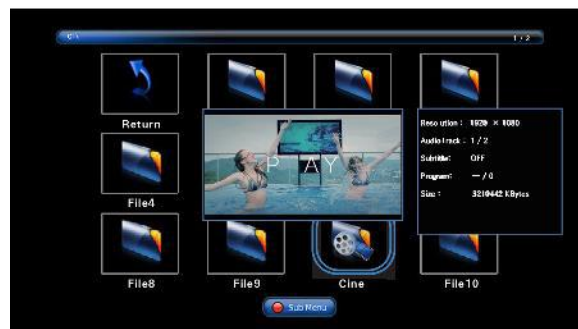 C:\
1 / 2
Return
P AY
Resolution : 1920 × 1080
Audio track : 1 / 2
Subtitle: OFF
Program: — / 0
Size : 3210442 KBytes
File4
File8
File9
Cine
File10
Sub Menu